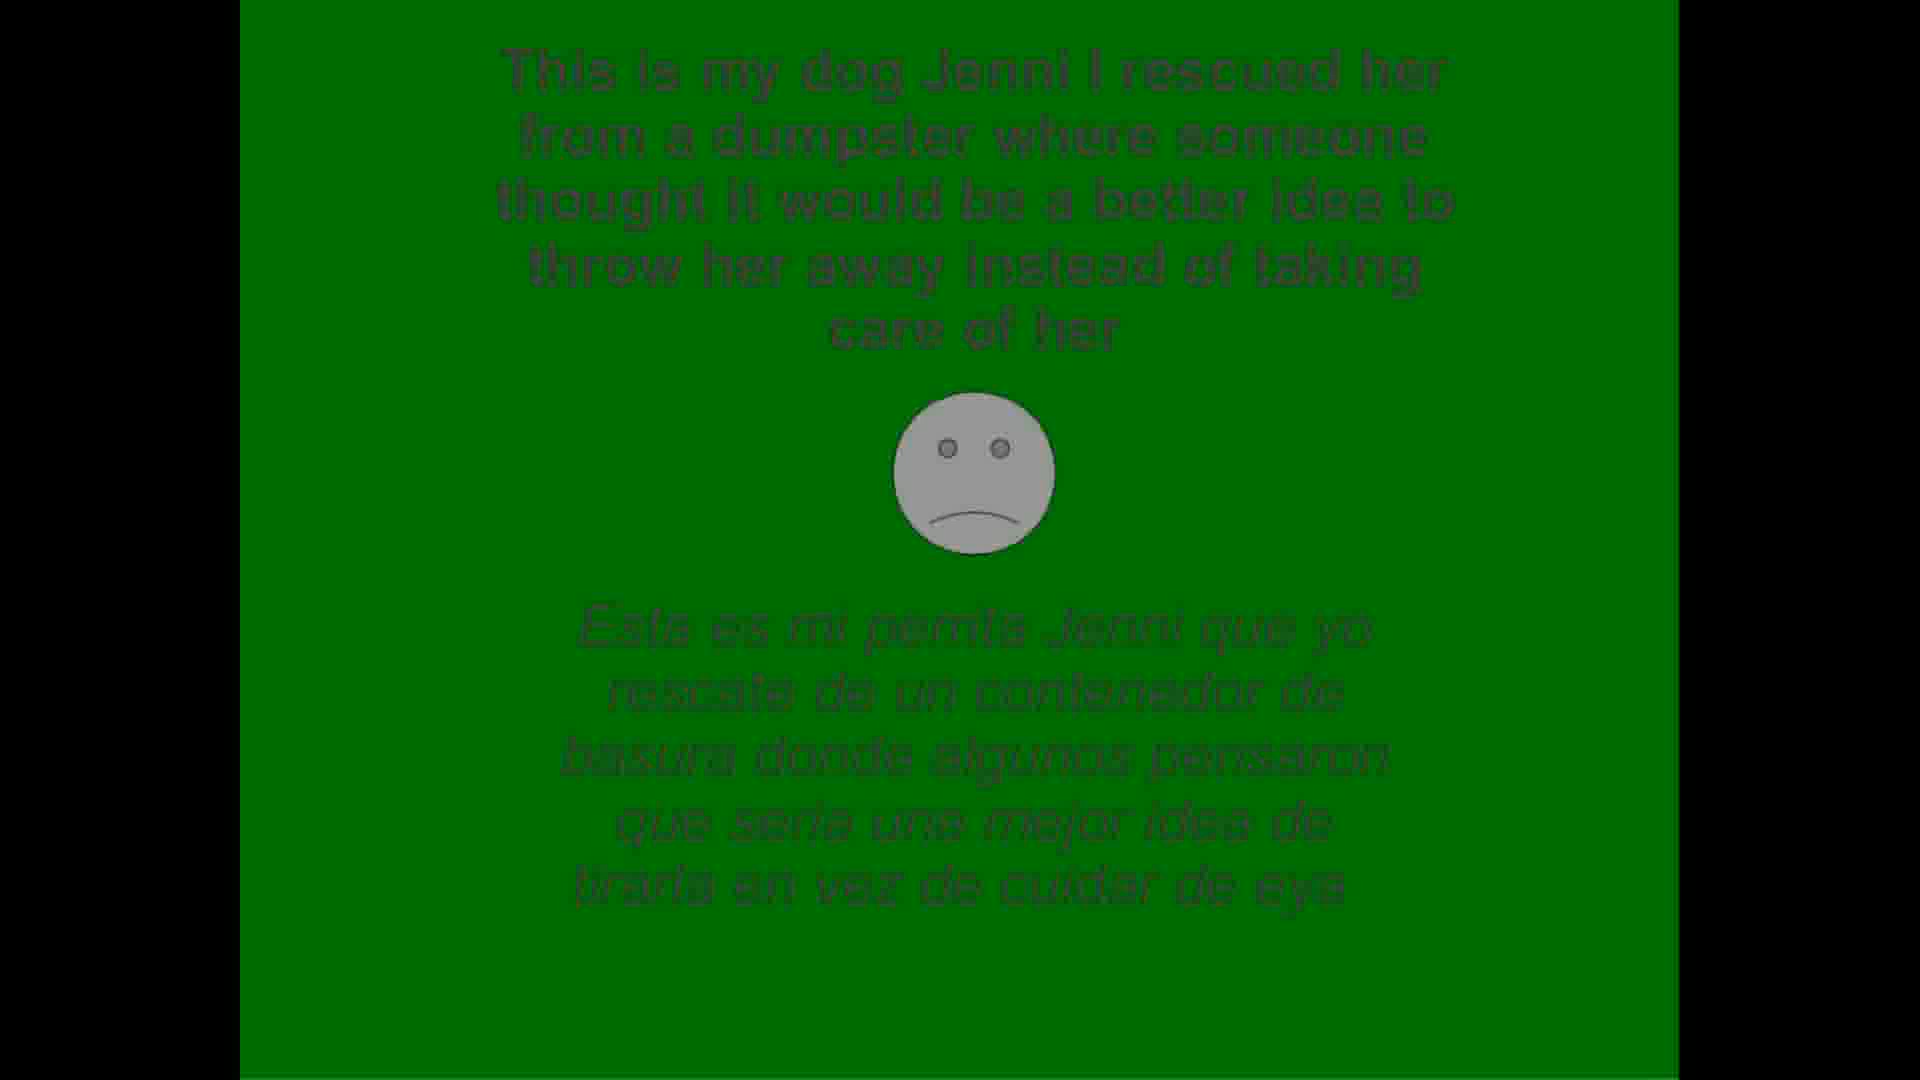 This is my dog Jenni I rescued her
from a dumpster where someone
thought it would be a better idea to
throw her away instead of taking
care of her
Esta es mi perrita Jenni que yo
rescate de un contenedor de
basura donde algunos pensaron
que seria una mejor idea de
tirarla en vez de cuidar de eya